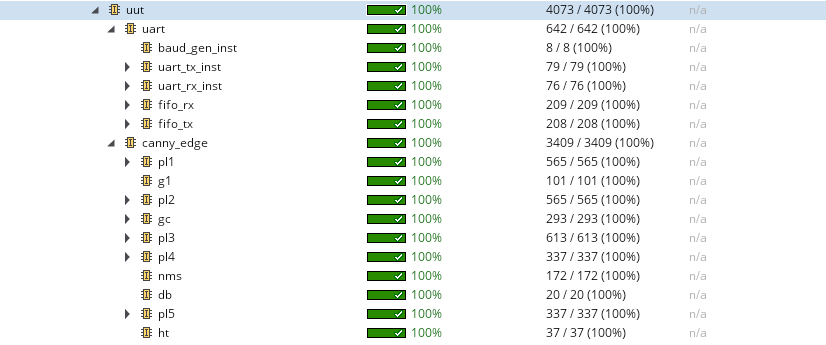 uut 100% 4073 / 4073 (100%) n/a
uart 100% 642 / 642 (100%) n/a
baud_gen_inst 100% 8 / 8 (100%) n/a
uart_tx_inst 100% 79 / 79 (100%) n/a
uart_rx_inst 100% 76 / 76 (100%) n/a
fifo_rx 100% 209 / 209 (100%) n/a
fifo_tx 100% 208 / 208 (100%) n/a
canny_edge 100% 3409 / 3409 (100%) n/a
pl1 100% 565 / 565 (100%) n/a
g1 100% 101 / 101 (100%) n/a
pl2 100% 565 / 565 (100%) n/a
gc 100% 293 / 293 (100%) n/a
pl3 100% 613 / 613 (100%) n/a
pl4 100% 337 / 337 (100%) n/a
nms 100% 172 / 172 (100%) n/a
db 100% 20 / 20 (100%) n/a
pl5 100% 337 / 337 (100%) n/a
ht 100% 37 / 37 (100%) n/a